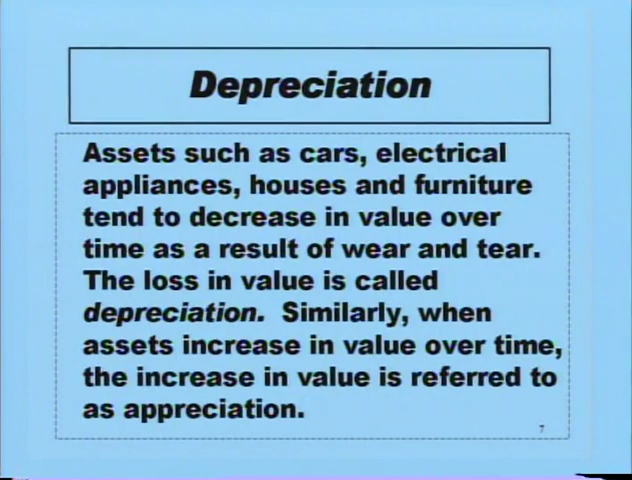 Depreciation
Assets such as cars, electrical
appliances, houses and furniture
tend to decrease in value over
time as a result of wear and tear.
The loss in value is called
depreciation. Similarly, when
assets increase in value over time,
the increase in value is referred to
as appreciation.
7